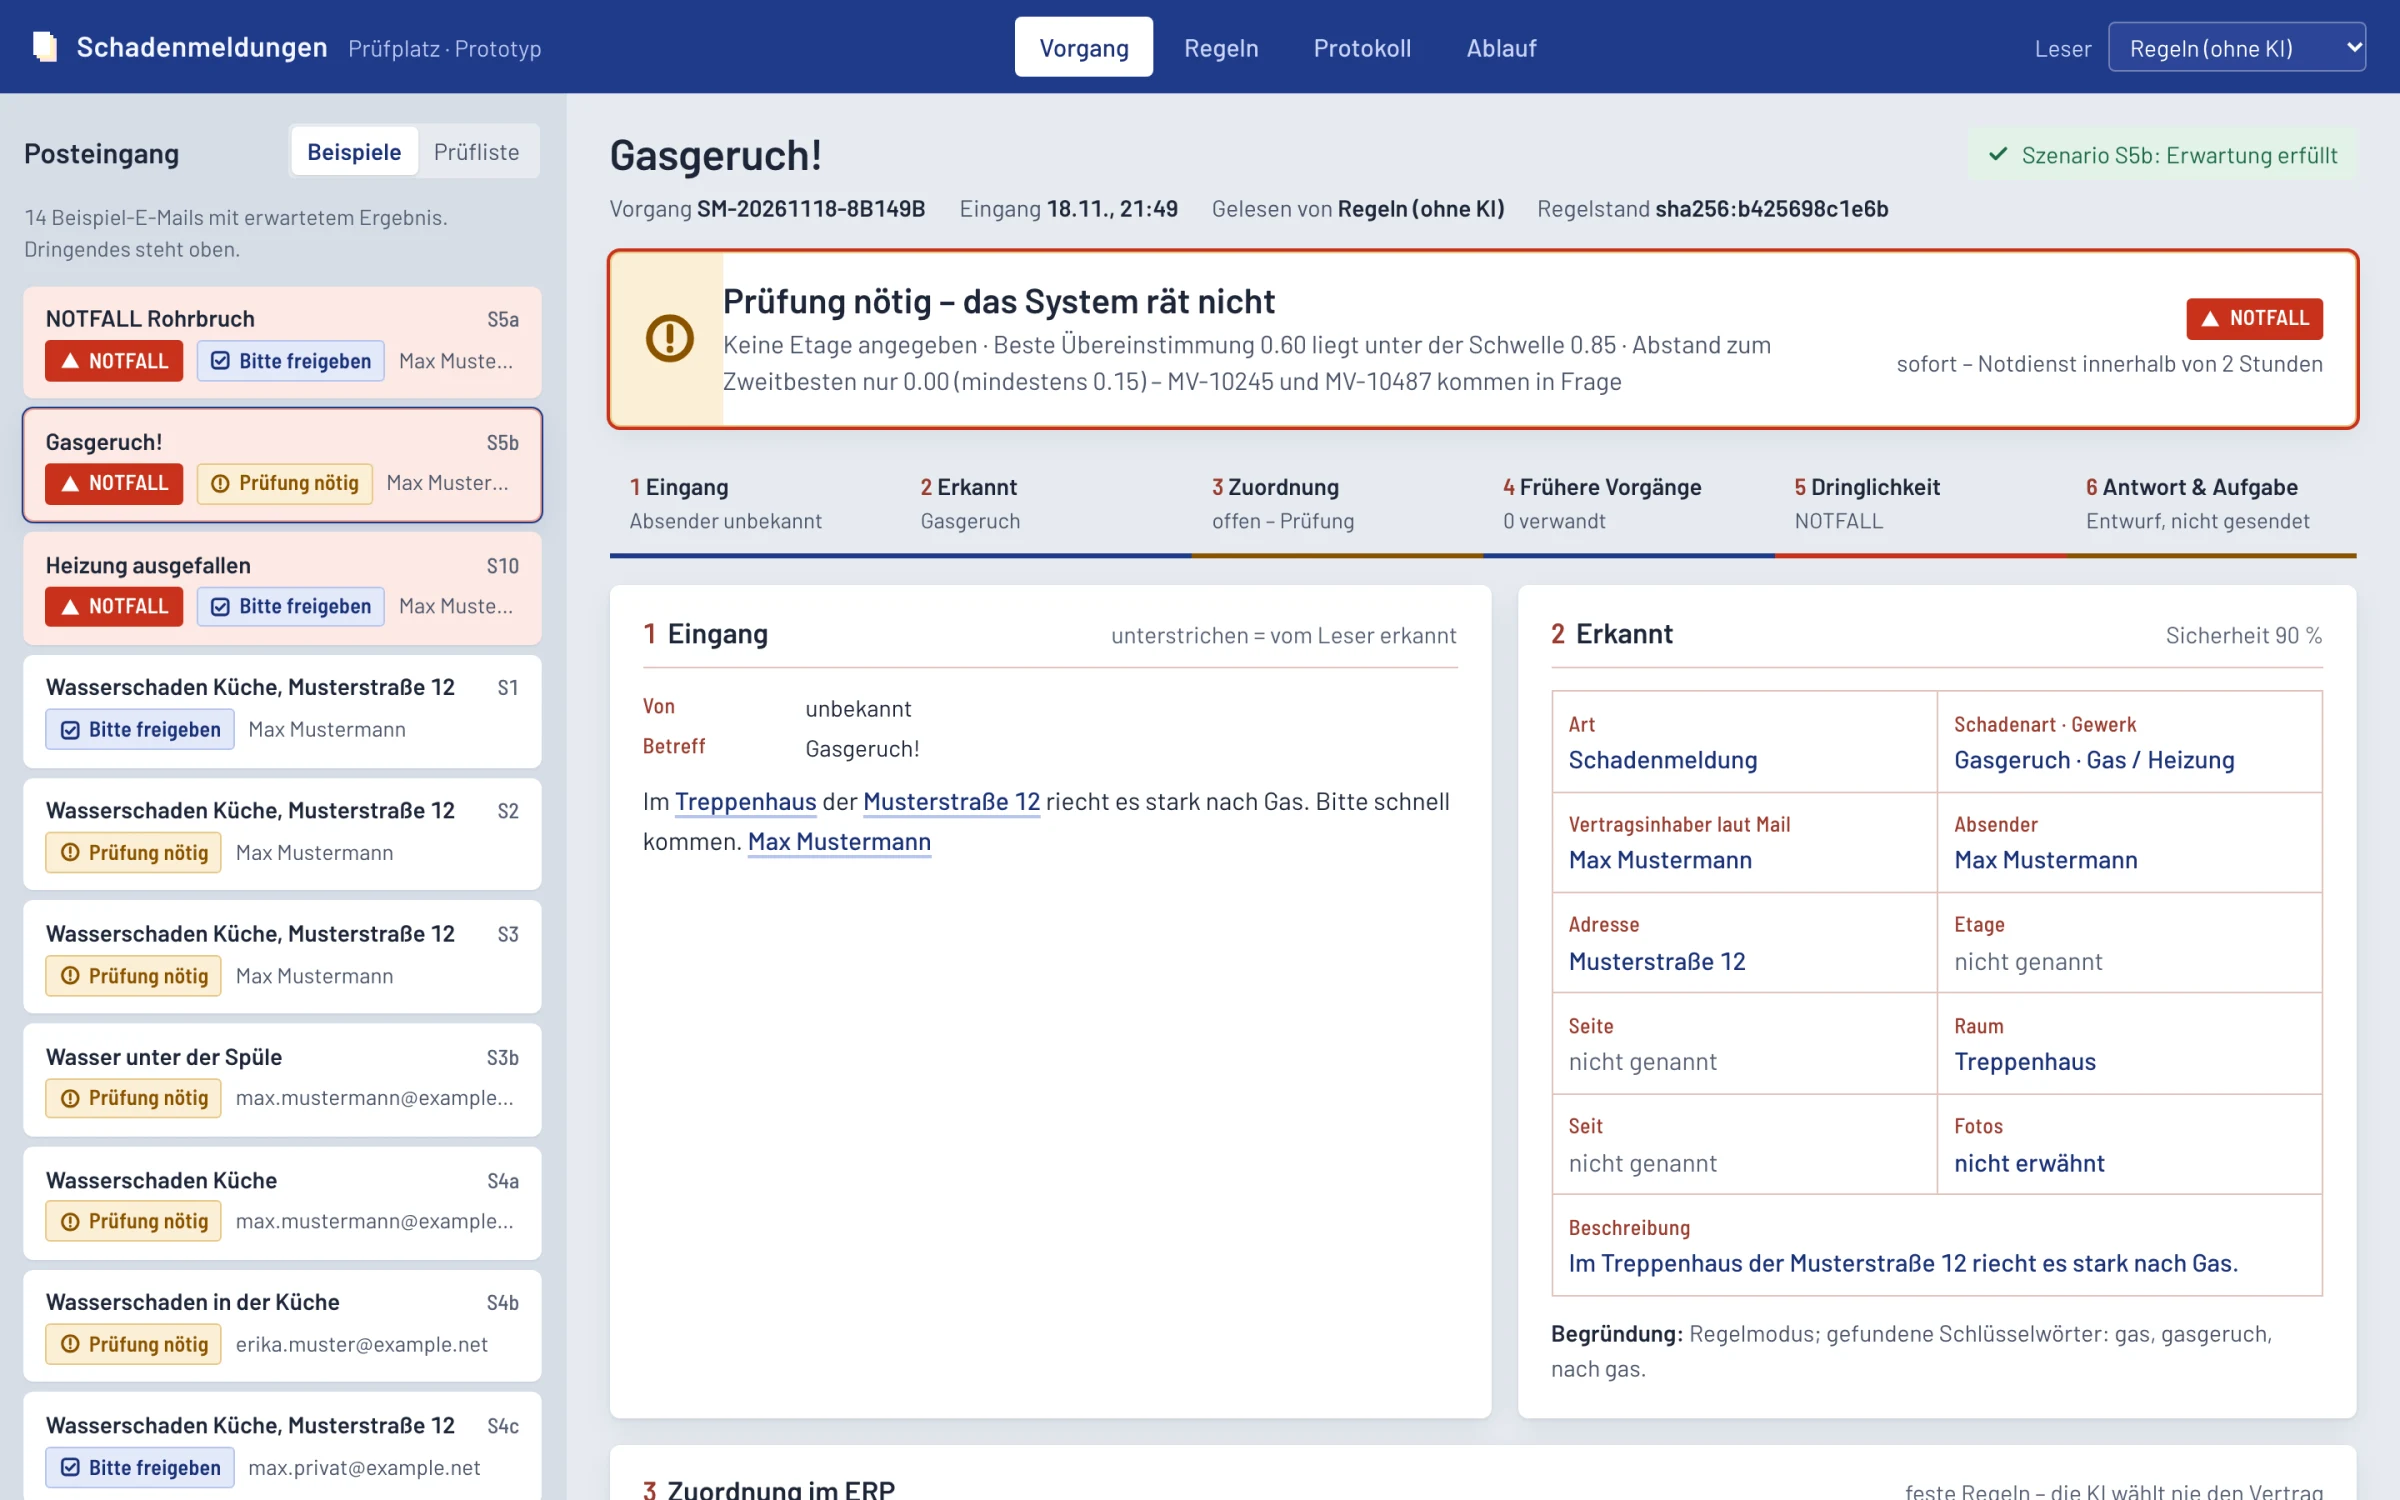 Schadenmeldungen Prüfplatz · Prototyp
Vorgang Regeln Protokoll Ablauf
Leser Regeln (ohne KI)
Posteingang
Beispiele Prüfliste
14 Beispiel-E-Mails mit erwartetem Ergebnis.
Dringendes steht oben.
NOTFALL Rohrbruch S5a
NOTFALL Bitte freigeben Max Muste...
Gasgeruch! S5b
NOTFALL Prüfung nötig Max Muster...
Heizung ausgefallen S10
NOTFALL Bitte freigeben Max Muste...
Wasserschaden Küche, Musterstraße 12 S1
Bitte freigeben Max Mustermann
Wasserschaden Küche, Musterstraße 12 S2
Prüfung nötig Max Mustermann
Wasserschaden Küche, Musterstraße 12 S3
Prüfung nötig Max Mustermann
Wasser unter der Spüle S3b
Prüfung nötig max.mustermann@example...
Wasserschaden Küche S4a
Prüfung nötig max.mustermann@example...
Wasserschaden in der Küche S4b
Prüfung nötig erika.muster@example.net
Wasserschaden Küche, Musterstraße 12 S4c
Bitte freigeben max.privat@example.net
Gasgeruch!
Szenario S5b: Erwartung erfüllt
Vorgang SM-20261118-8B149B Eingang 18.11., 21:49 Gelesen von Regeln (ohne KI) Regelstand sha256:b425698c1e6b
Prüfung nötig – das System rät nicht
Keine Etage angegeben · Beste Übereinstimmung 0.60 liegt unter der Schwelle 0.85 · Abstand zum
Zweitbesten nur 0.00 (mindestens 0.15) – MV-10245 und MV-10487 kommen in Frage
NOTFALL
sofort – Notdienst innerhalb von 2 Stunden
1 Eingang
Absender unbekannt
2 Erkannt
Gasgeruch
3 Zuordnung
offen – Prüfung
4 Frühere Vorgänge
0 verwandt
5 Dringlichkeit
NOTFALL
6 Antwort & Aufgabe
Entwurf, nicht gesendet
1 Eingang unterstrichen = vom Leser erkannt
Von unbekannt
Betreff Gasgeruch!
Im Treppenhaus der Musterstraße 12 riecht es stark nach Gas. Bitte schnell
kommen. Max Mustermann
2 Erkannt Sicherheit 90 %
Art
Schadenmeldung
Schadenart · Gewerk
Gasgeruch · Gas / Heizung
Vertragsinhaber laut Mail
Max Mustermann
Absender
Max Mustermann
Adresse
Musterstraße 12
Etage
nicht genannt
Seite
nicht genannt
Raum
Treppenhaus
Seit
nicht genannt
Fotos
nicht erwähnt
Beschreibung
Im Treppenhaus der Musterstraße 12 riecht es stark nach Gas.
Begründung: Regelmodus; gefundene Schlüsselwörter: gas, gasgeruch,
nach gas.
3 Zuordnung im ERP feste Regeln – die KI wählt nie den Vertrag